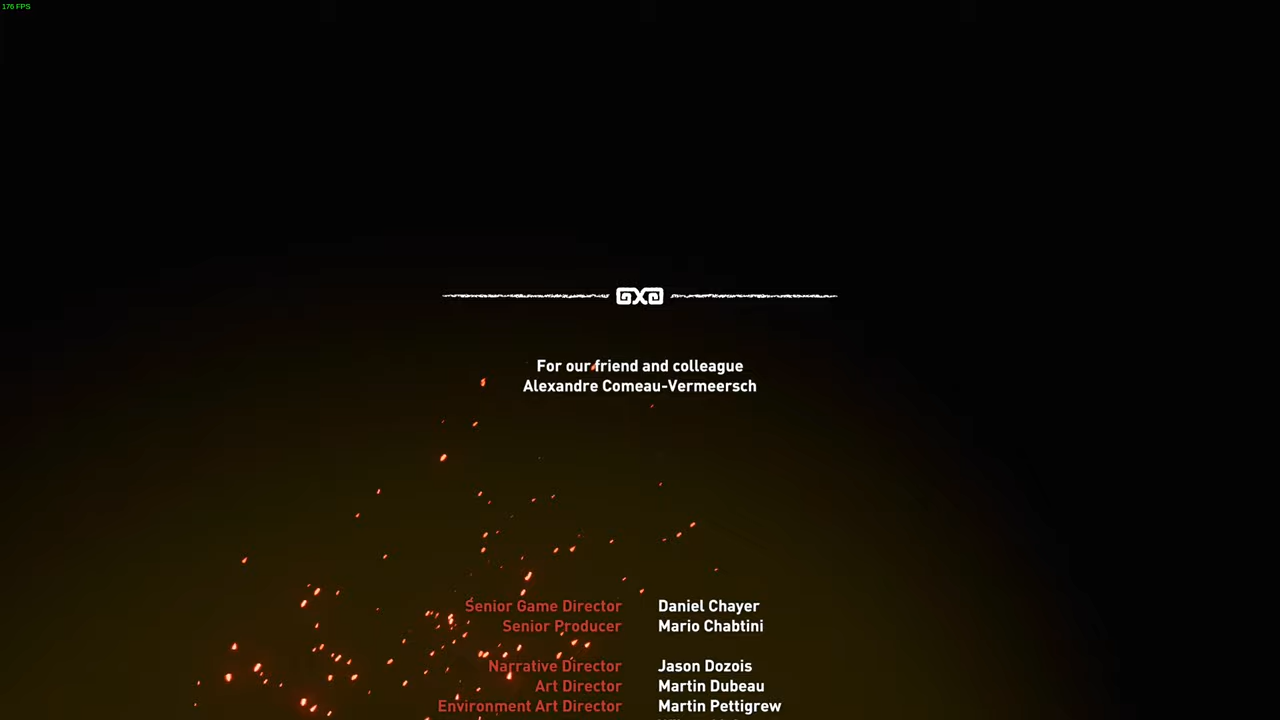 176 FPS
For our friend and colleague
Alexandre Comeau-Vermeersch
Senior Game Director Daniel Chayer
Senior Producer Mario Chabtini
Narrative Director Jason Dozois
Art Director Martin Dubeau
Environment Art Director Martin Pettigrew